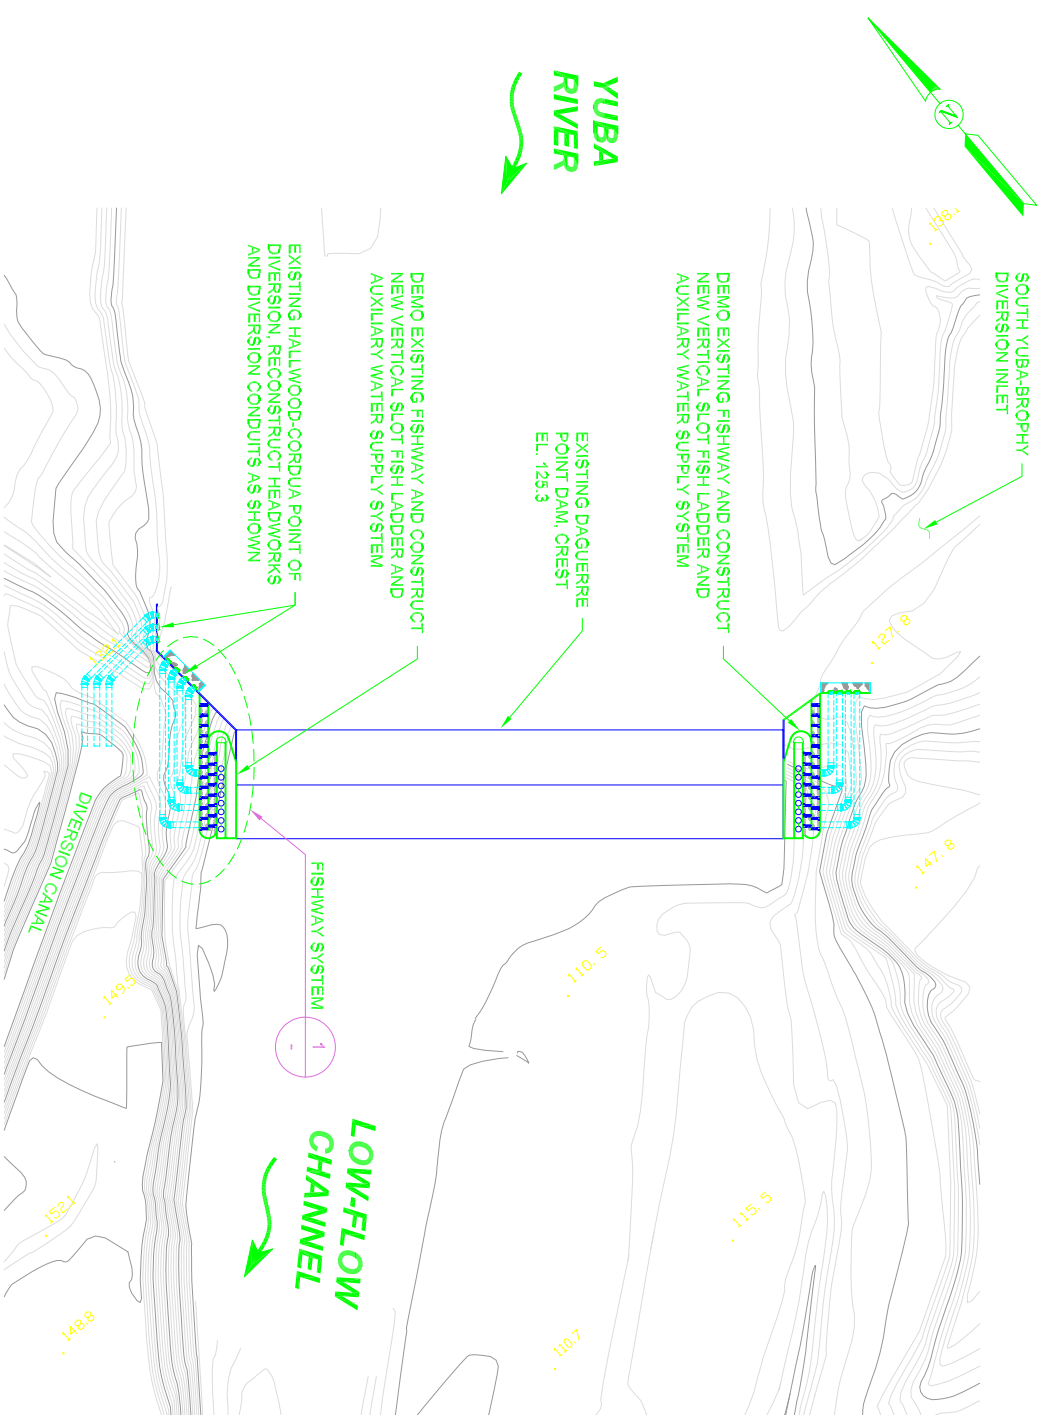 N
YUBA
RIVER
SOUTH YUBA-BROPHY
DIVERSION INLET
DEMO EXISTING FISHWAY AND CONSTRUCT
NEW VERTICAL SLOT FISH LADDER AND
AUXILIARY WATER SUPPLY SYSTEM
EXISTING DAGUERRE
POINT DAM, CREST
EL. 125.3
DEMO EXISTING FISHWAY AND CONSTRUCT
NEW VERTICAL SLOT FISH LADDER AND
AUXILIARY WATER SUPPLY SYSTEM
EXISTING HALLWOOD-CORDUA POINT OF
DIVERSION, RECONSTRUCT HEADWORKS
AND DIVERSION CONDUITS AS SHOWN
127.8
147.8
110.5
115.5
110.7
FISHWAY SYSTEM
1
-
DIVERSION CANAL
149.9
152.1
148.8
LOW-FLOW
CHANNEL